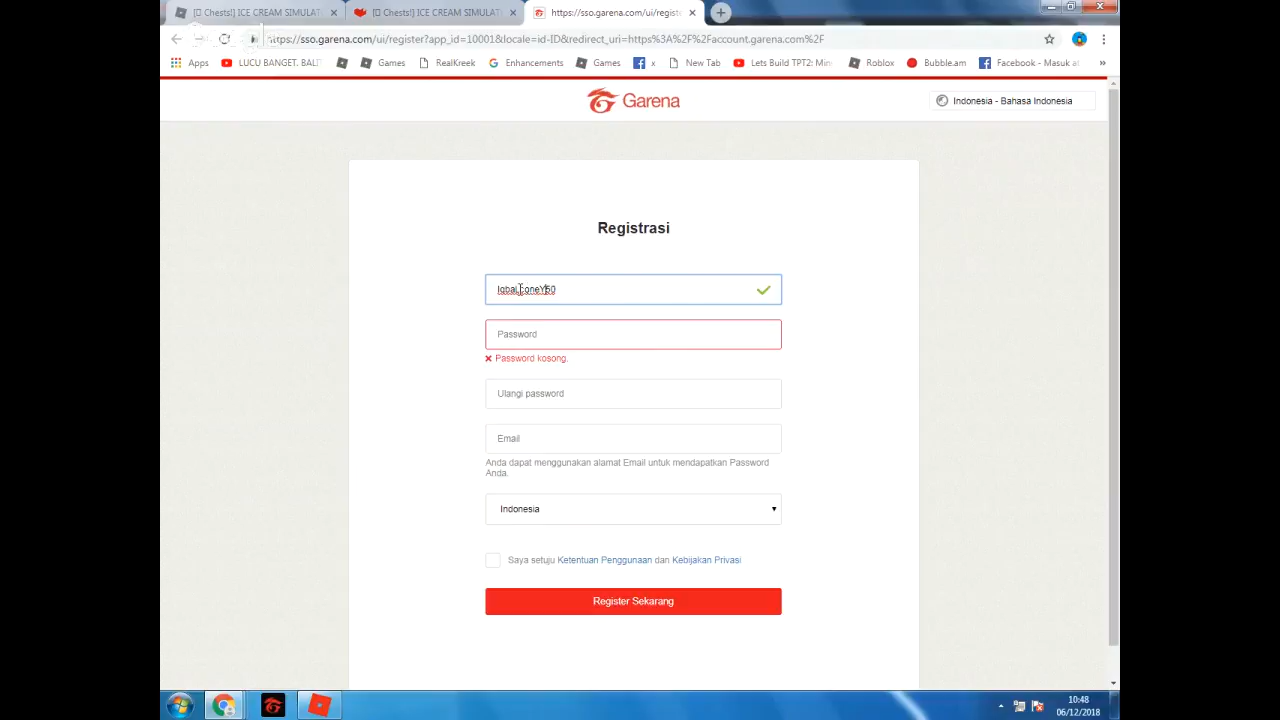 [O Chests!] ICE CREAM SIMULAT
[O Chests!] ICE CREAM SIMULAT
https://sso.garena.com/ui/regist
https://sso.garena.com/ui/register?app_id=10001&locale=id-ID&redirect_uri=https%3A%2F%2Faccount.garena.com%2F
Apps
LUCU BANGET. BALI
Games
RealKreek
Enhancements
Games
x
New Tab
Lets Build TPT2: Min
Roblox
Bubble.am
Facebook - Masuk at
»
Garena
Indonesia - Bahasa Indonesia
Registrasi
Password
Password kosong.
Ulangi password
Email
Anda dapat menggunakan alamat Email untuk mendapatkan Password
Anda.
Indonesia
Saya setuju Ketentuan Penggunaan dan Kebijakan Privasi
Register Sekarang
10:48
06/12/2018